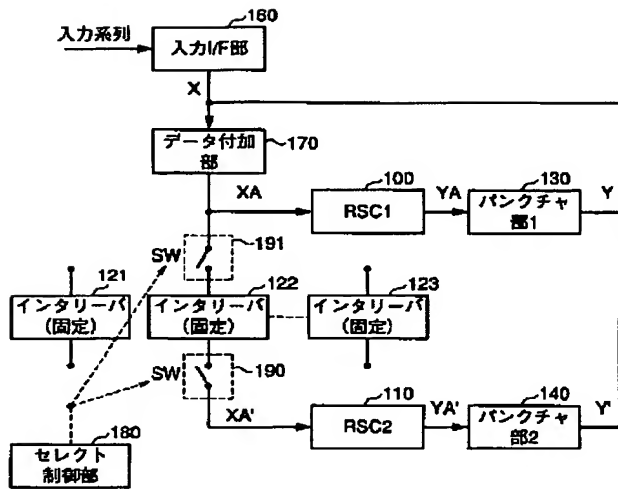 160
入力系列
入力I/F部
X
データ付加
部
170
XA
100
RSC1
YA
130
パンクチャ
部1
Y
SW
191
121
インタリーバ
(固定)
122
インタリーバ
(固定)
123
インタリーバ
(固定)
SW
190
XA'
110
RSC2
YA'
140
パンクチャ
部2
Y'
180
セレクト
制御部